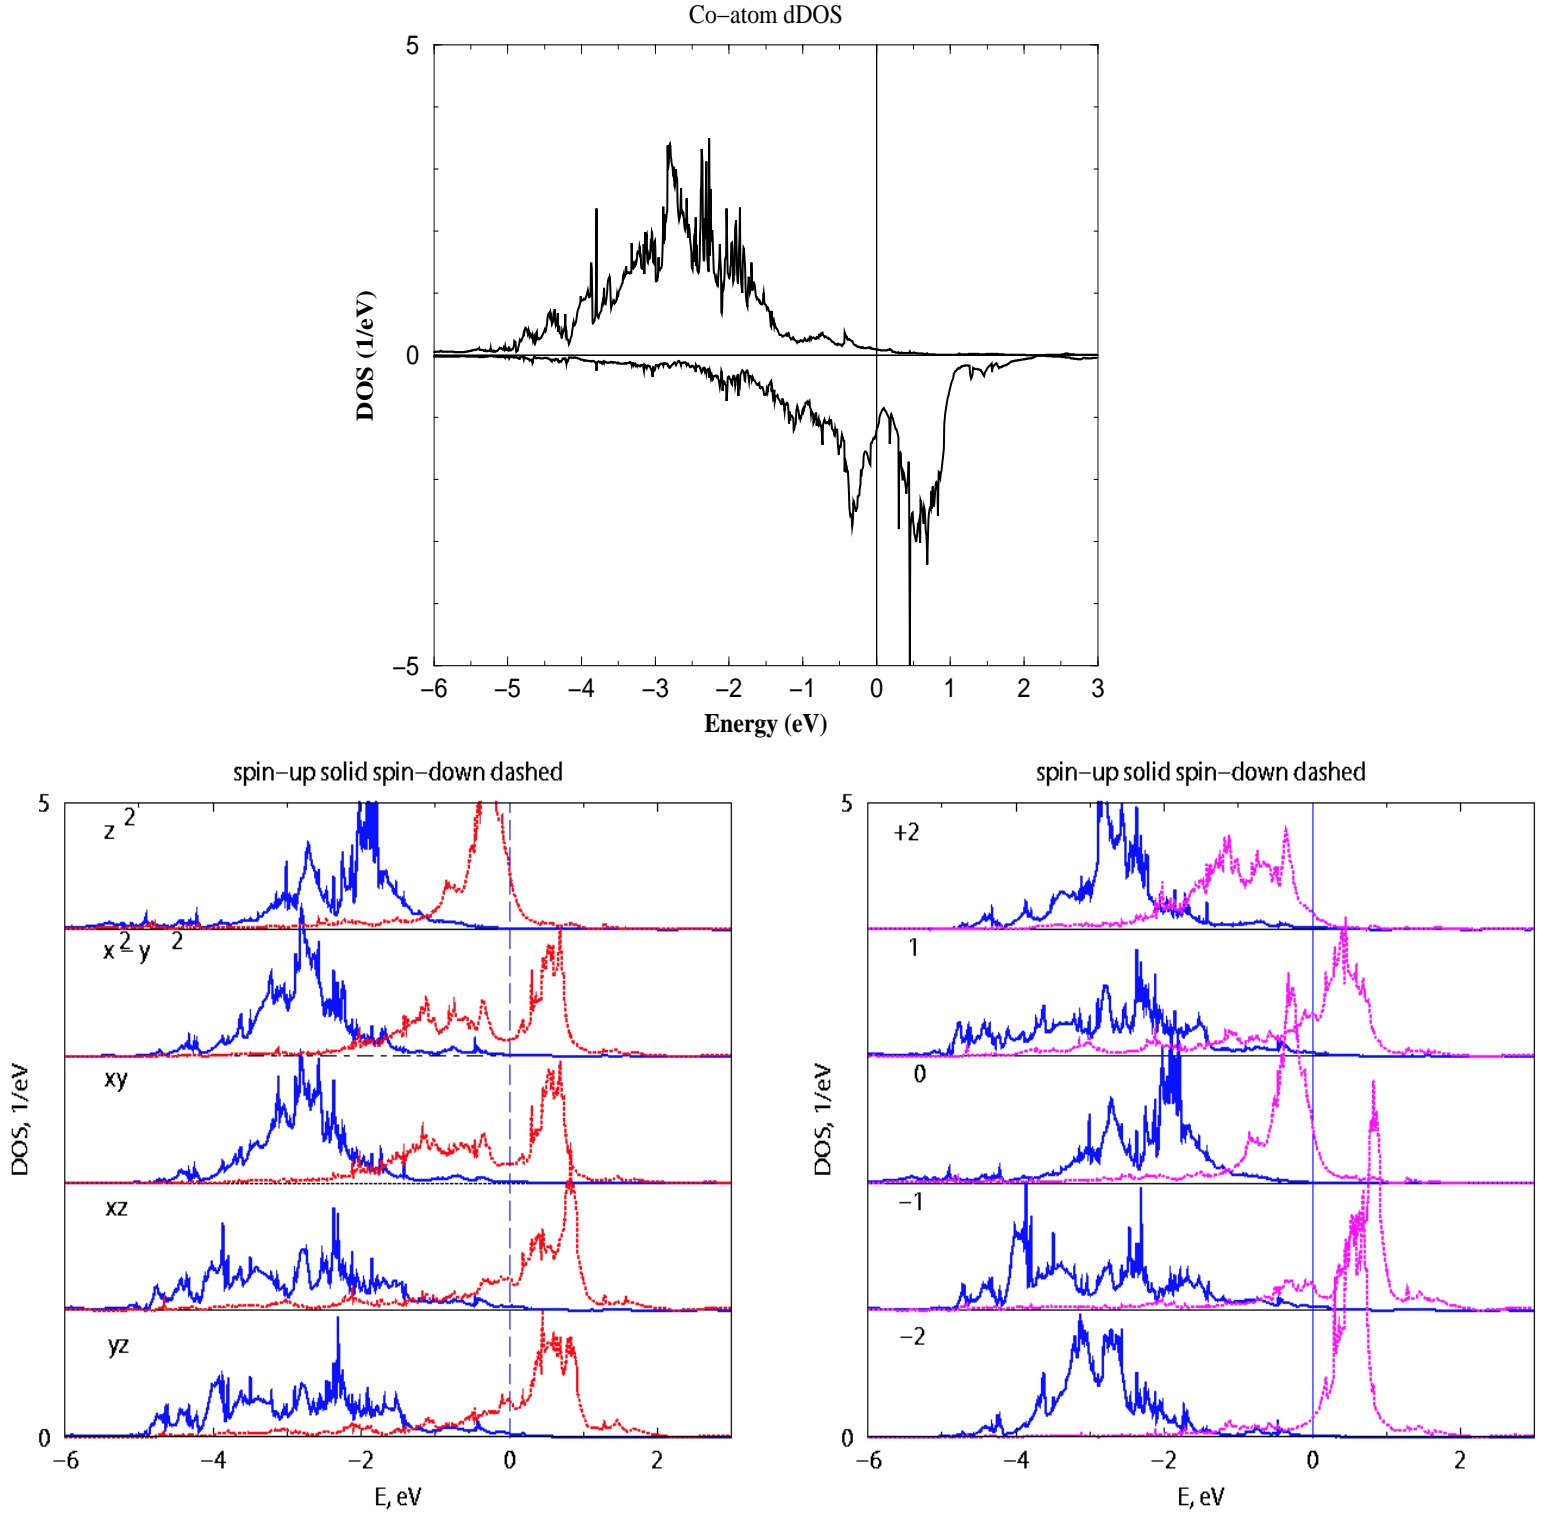 Co−atom dDOS
5
0
−5
DOS (1/eV)
−6 −5 −4 −3 −2 −1 0 1 2 3
Energy (eV)
spin−up solid spin−down dashed
5
z 2
x2− y 2
xy
xz
yz
0
DOS, 1/eV
−6 −4 −2 0 2
E, eV
spin−up solid spin−down dashed
5
+2
1
0
−1
−2
0
DOS, 1/eV
−6 −4 −2 0 2
E, eV